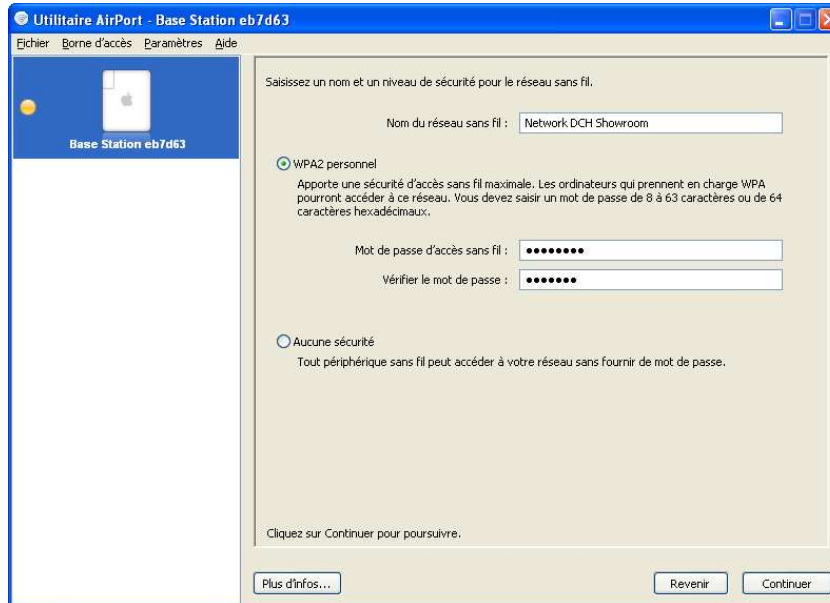 Utilitaire AirPort - Base Station eb7d63
Fichier Borne d'accès Paramètres Aide
Base Station eb7d63
Saisissez un nom et un niveau de sécurité pour le réseau sans fil.
Nom du réseau sans fil : Network DCH Showroom
WPA2 personnel
Apporte une sécurité d'accès sans fil maximale. Les ordinateurs qui prennent en charge WPA
pourront accéder à ce réseau. Vous devez saisir un mot de passe de 8 à 63 caractères ou de 64
caractères hexadécimaux.
Mot de passe d'accès sans fil : ●●●●●●●●
Vérifier le mot de passe : ●●●●●●●
Aucune sécurité
Tout périphérique sans fil peut accéder à votre réseau sans fournir de mot de passe.
Cliquez sur Continuer pour poursuivre.
Plus d'infos... Revenir Continuer